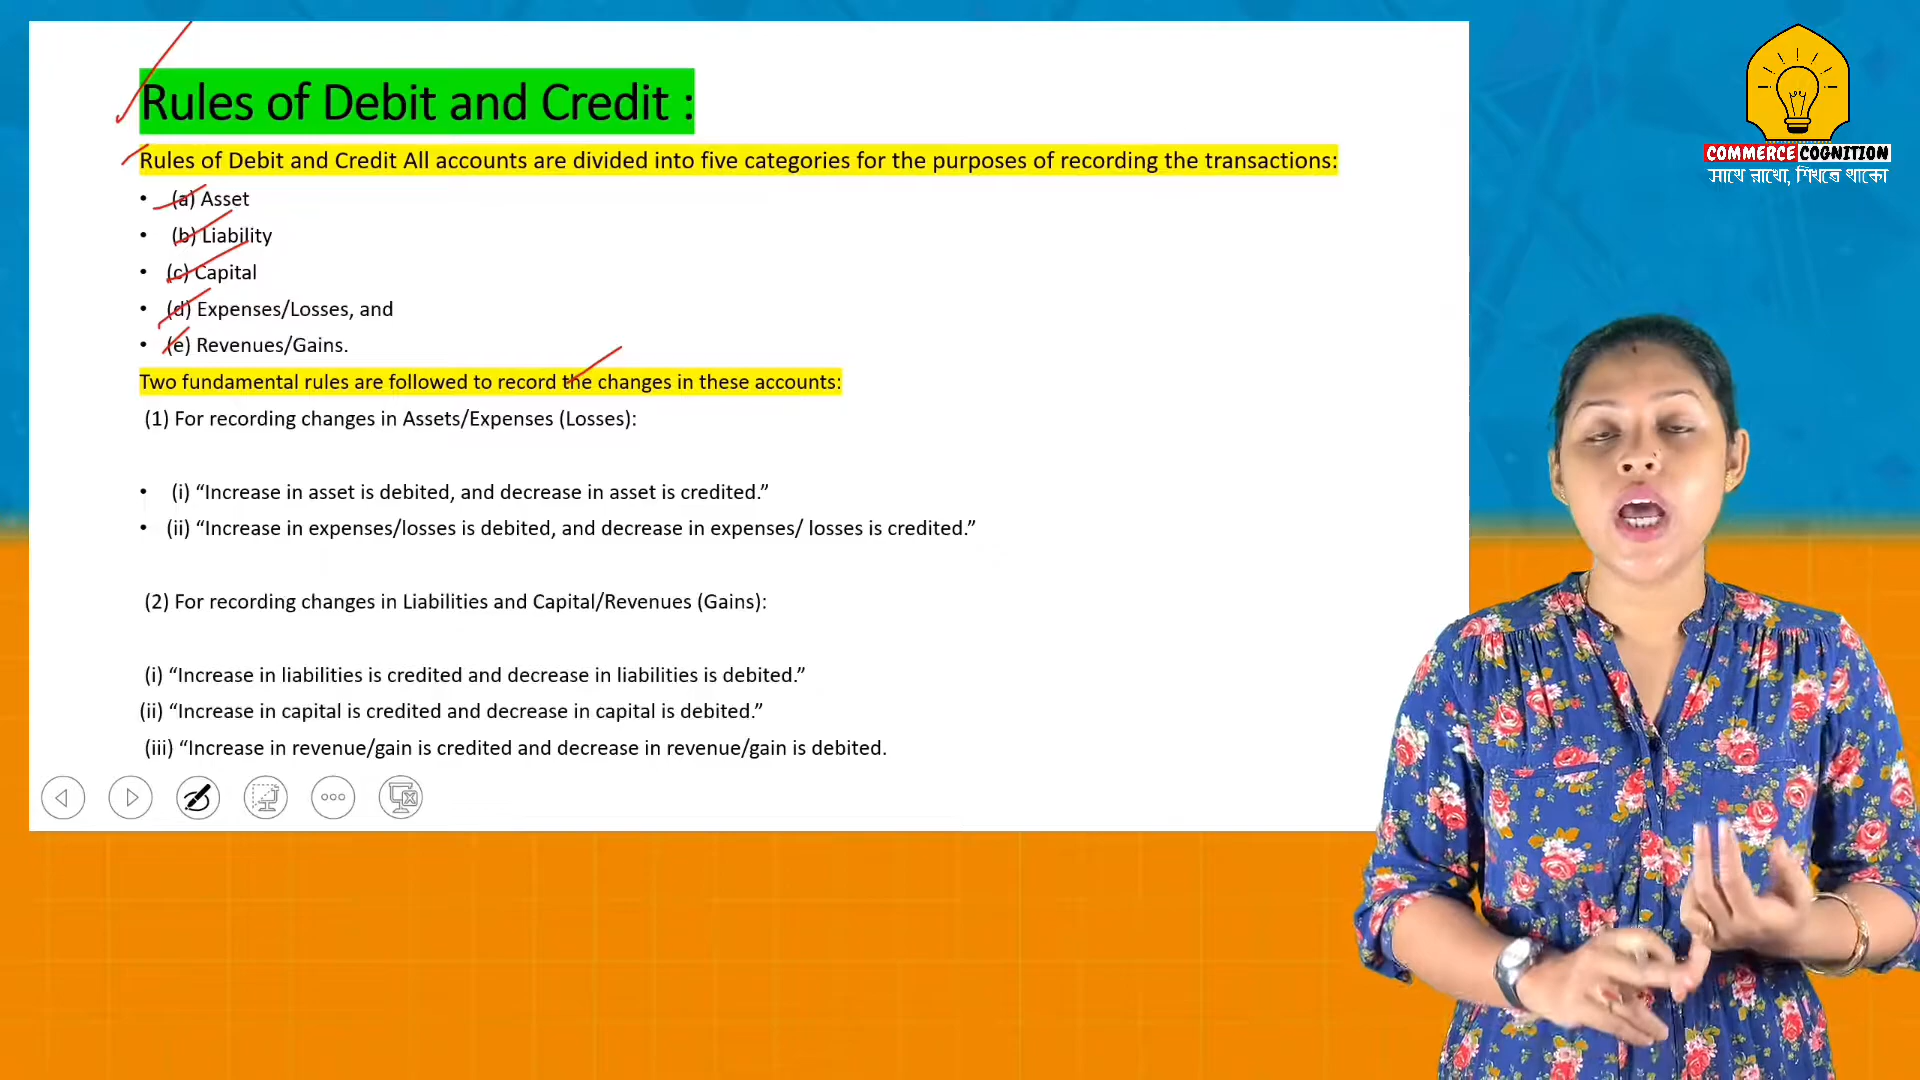 Rules of Debit and Credit :
Rules of Debit and Credit All accounts are divided into five categories for the purposes of recording the transactions:
• (a) Asset
• (b) Liability
• (c) Capital
• (d) Expenses/Losses, and
• (e) Revenues/Gains.
Two fundamental rules are followed to record the changes in these accounts:
(1) For recording changes in Assets/Expenses (Losses):
• (i) “Increase in asset is debited, and decrease in asset is credited.”
• (ii) “Increase in expenses/losses is debited, and decrease in expenses/ losses is credited.”
(2) For recording changes in Liabilities and Capital/Revenues (Gains):
(i) “Increase in liabilities is credited and decrease in liabilities is debited.”
(ii) “Increase in capital is credited and decrease in capital is debited.”
(iii) “Increase in revenue/gain is credited and decrease in revenue/gain is debited.
COMMERCE COGNITION
সাথে রাখো, শিখতে থাকো